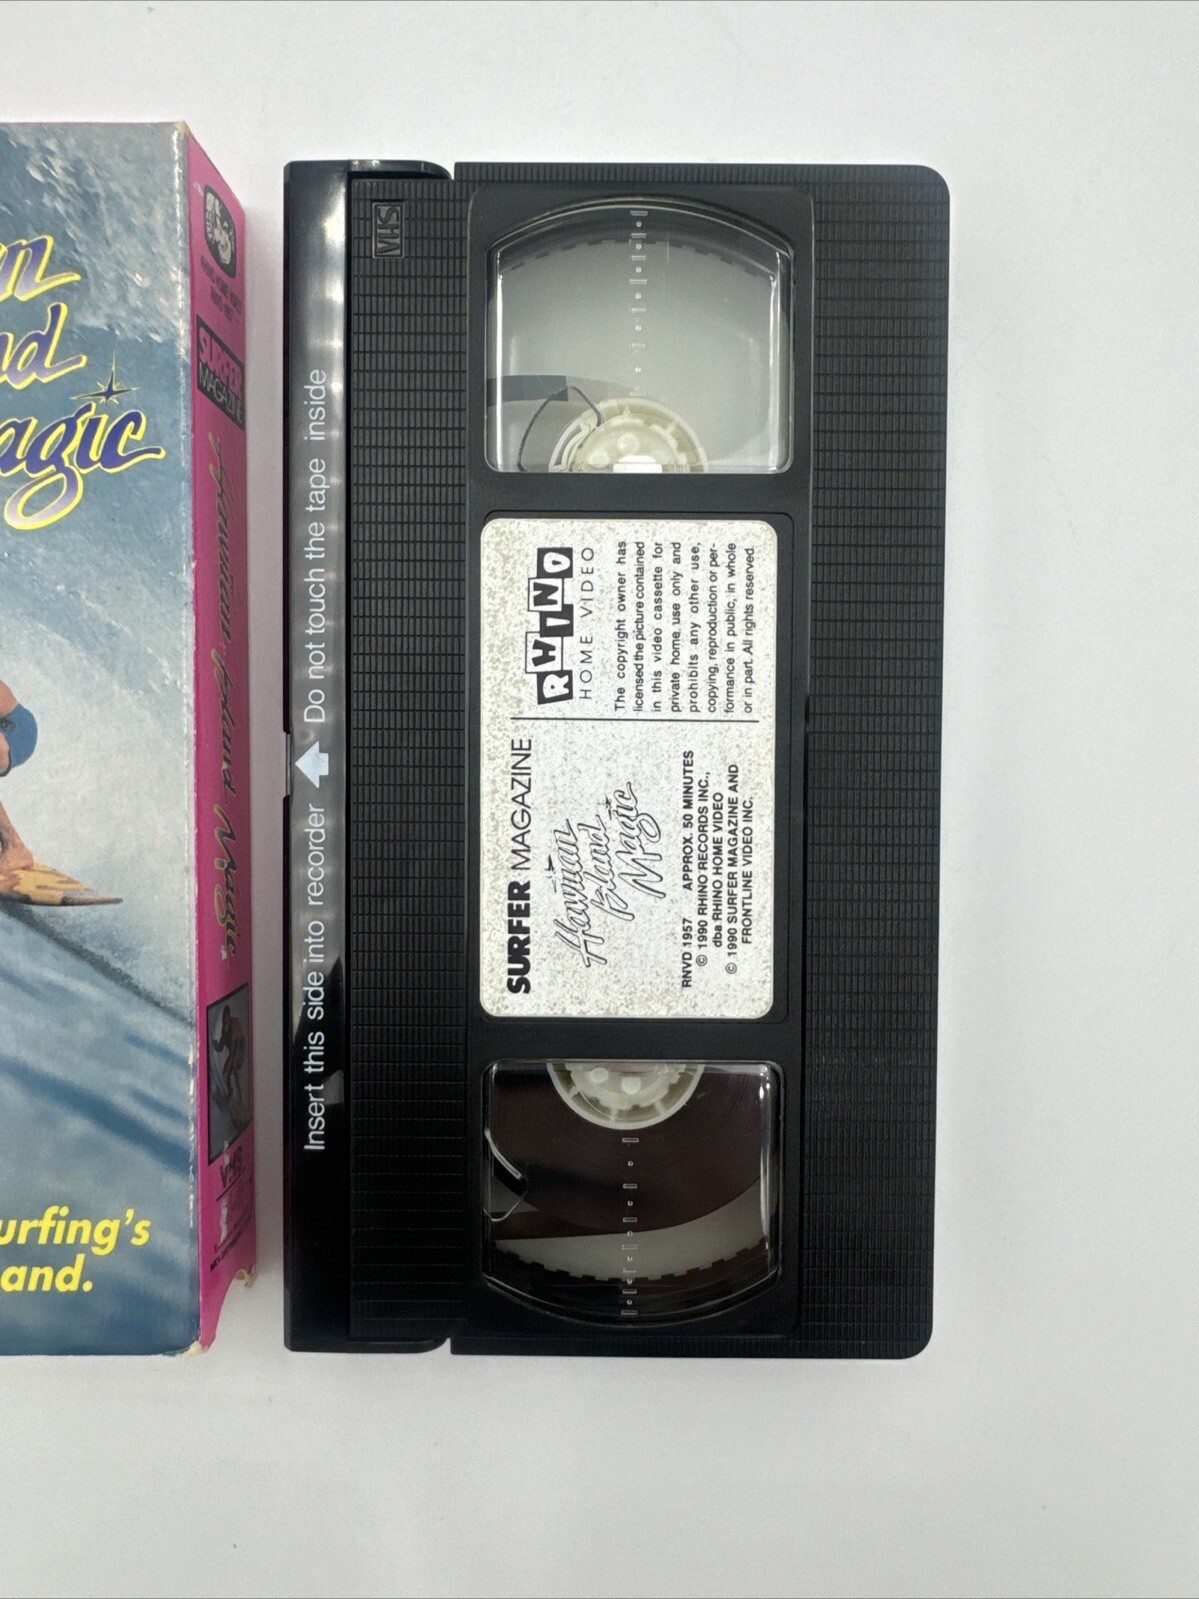 wn
nd
agic
urfing's
and.
SURFER
MAGAZINE
Hawaiian Island Magic
VHS
VHS
Insert this side into recorder ⬆ Do not touch the tape inside
SURFER MAGAZINE
Hawaiian
Island
Magic
RNVD 1957 APPROX. 50 MINUTES
© 1990 RHINO RECORDS INC.,
dba RHINO HOME VIDEO
© 1990 SURFER MAGAZINE AND
FRONTLINE VIDEO INC.
RHINO
HOME VIDEO
The copyright owner has
licensed the picture contained
in this video cassette for
private home use only and
prohibits any other use,
copying, reproduction or per-
formance in public, in whole
or in part. All rights reserved.